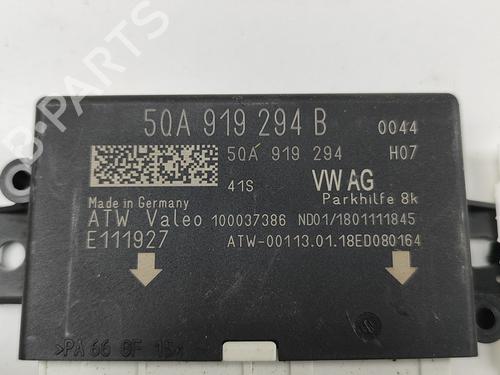 5QA 919 294 B 0044
5QA 919 294 H07
41S VW AG
Made in Germany Parkhilfe 8k
ATW Valeo 100037386 ND01/1801111845
E111927 ATW-00113.01.18ED080164
>PA 66 GF 15<
B-PARTS